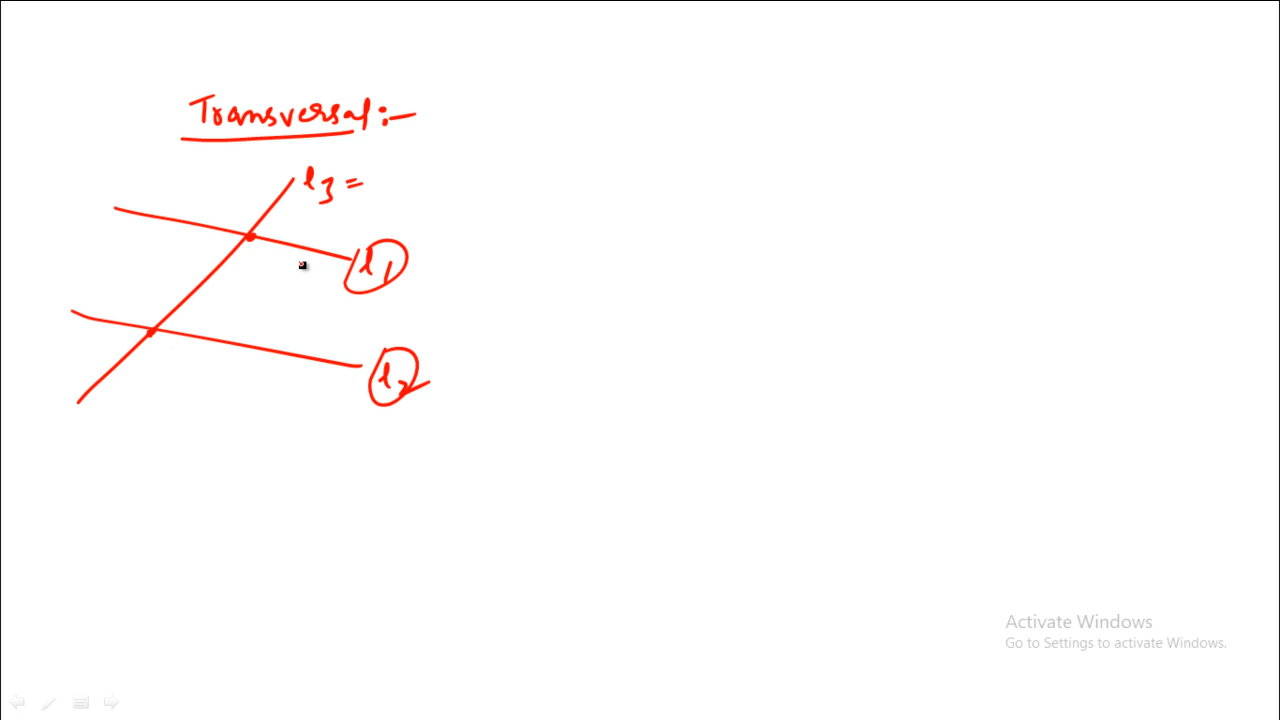 Transversal:-
l3 =
l1
l2
Activate Windows
Go to Settings to activate Windows.